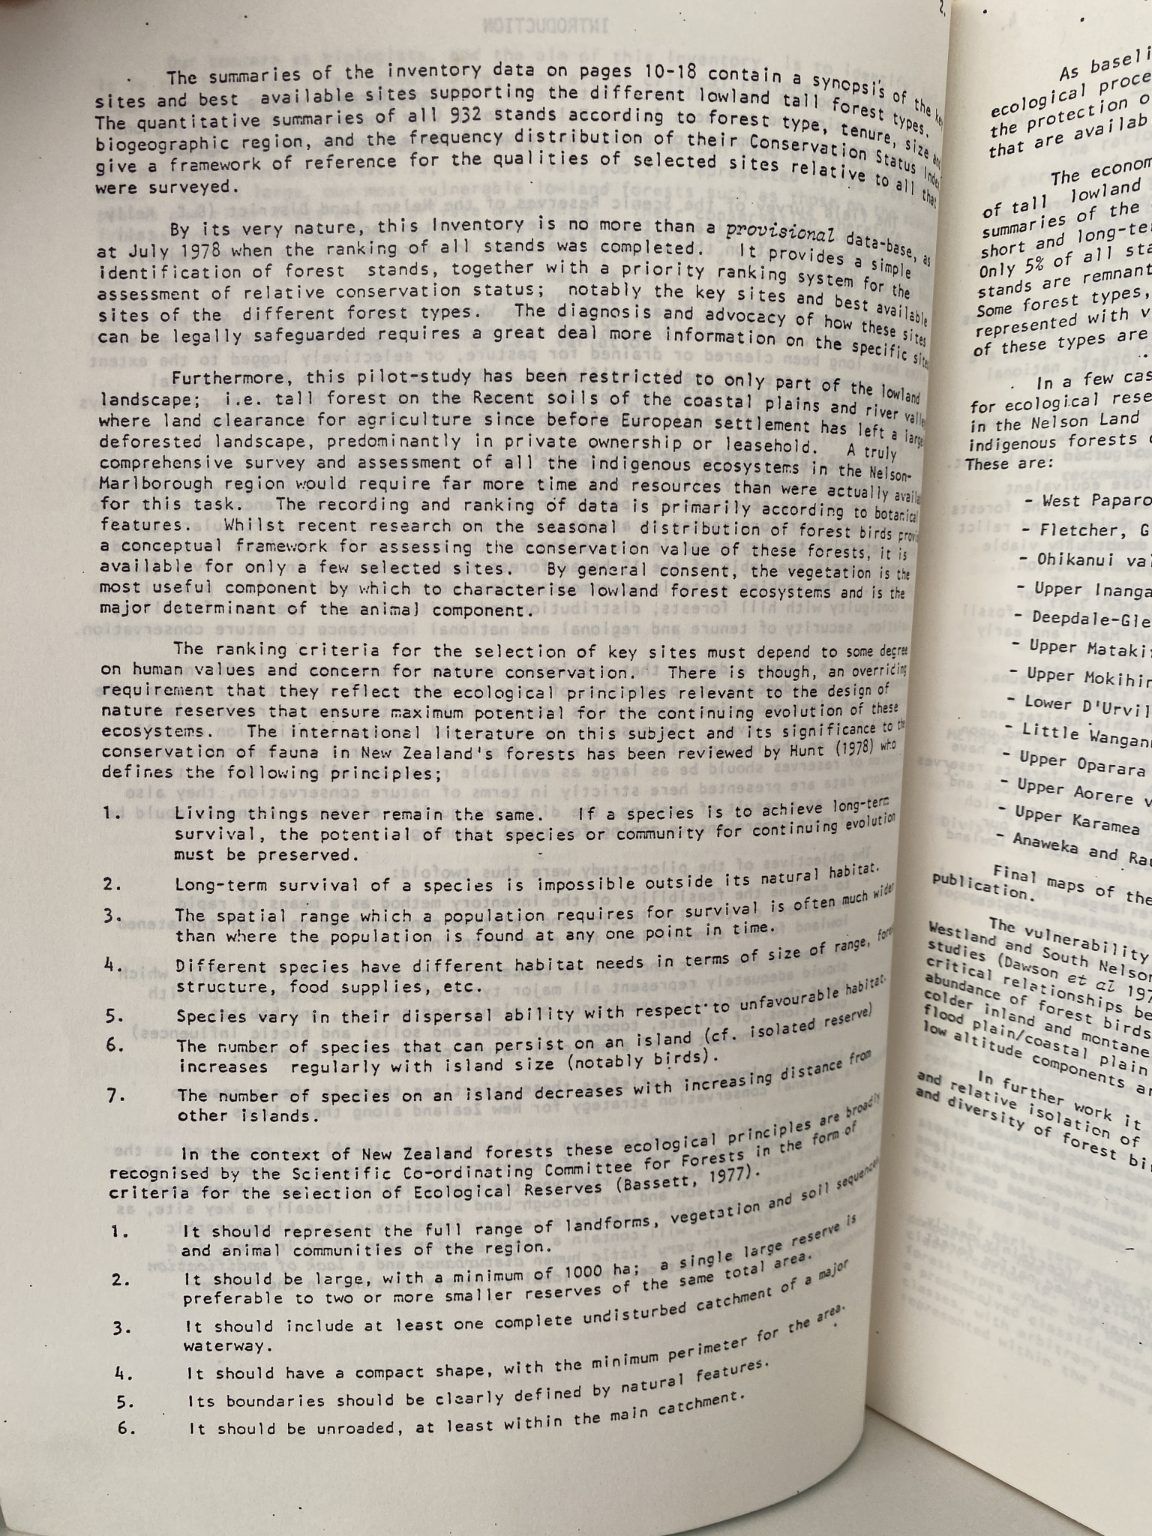 2.
The summaries of the inventory data on pages 10-18 contain a synopsis of the key
sites and best available sites supporting the different lowland tall forest types.
The quantitative summaries of all 932 stands according to forest type, tenure, size and
biogeographic region, and the frequency distribution of their Conservation Status Index
give a framework of reference for the qualities of selected sites relative to all that
were surveyed.
By its very nature, this Inventory is no more than a provisional data-base, as
at July 1978 when the ranking of all stands was completed. It provides a simple
identification of forest stands, together with a priority ranking system for the
assessment of relative conservation status; notably the key sites and best available
sites of the different forest types. The diagnosis and advocacy of how these sites
can be legally safeguarded requires a great deal more information on the specific
Furthermore, this pilot-study has been restricted to only part of the lowland
landscape; i.e. tall forest on the Recent soils of the coastal plains and river
where land clearance for agriculture since before European settlement has left a
deforested landscape, predominantly in private ownership or leasehold. A truly
comprehensive survey and assessment of all the indigenous ecosystems in the Nelson-
Marlborough region would require far more time and resources than were actually
for this task. The recording and ranking of data is primarily according to botanical
features. Whilst recent research on the seasonal distribution of forest birds
a conceptual framework for assessing the conservation value of these forests, it is
available for only a few selected sites. By general consent, the vegetation is the
most useful component by which to characterise lowland forest ecosystems and is the
major determinant of the animal component.
The ranking criteria for the selection of key sites must depend to some degree
on human values and concern for nature conservation. There is though, an overriding
requirement that they reflect the ecological principles relevant to the design of
nature reserves that ensure maximum potential for the continuing evolution of these
ecosystems. The international literature on this subject and its significance to the
conservation of fauna in New Zealand's forests has been reviewed by Hunt (1978) who
defines the following principles;
1. Living things never remain the same. If a species is to achieve long-term
survival, the potential of that species or community for continuing evolution
must be preserved.
2. Long-term survival of a species is impossible outside its natural habitat.
3. The spatial range which a population requires for survival is often much wider
than where the population is found at any one point in time.
4. Different species have different habitat needs in terms of size of range,
structure, food supplies, etc.
5. Species vary in their dispersal ability with respect to unfavourable habitat.
6. The number of species that can persist on an island (cf. isolated reserve)
increases regularly with island size (notably birds).
7. The number of species on an island decreases with increasing distance from
other islands.
In the context of New Zealand forests these ecological principles are broadly
recognised by the Scientific Co-ordinating Committee for Forests in the form of
criteria for the selection of Ecological Reserves (Bassett, 1977).
1. It should represent the full range of landforms, vegetation and soil sequences
and animal communities of the region.
2. It should be large, with a minimum of 1000 ha; a single large reserve is
preferable to two or more smaller reserves of the same total area.
3. It should include at least one complete undisturbed catchment of a major
waterway.
4. It should have a compact shape, with the minimum perimeter for the area.
5. Its boundaries should be clearly defined by natural features.
6. It should be unroaded, at least within the main catchment.
As
ecological
the protection
that are
The
of tall lowland
summaries of the
short and
Only 5% of all
stands are
Some forest types,
represented with
of these types are
In a few
for ecological
in the Nelson Land
indigenous forests
These are:
- West
- Fletcher,
- Ohikanui
- Upper
-
- Upper
- Upper
- Lower
- Little
- Upper Oparara
- Upper Aorere
- Upper Karamea
- Anaweka and
Final maps of the
publication.
The vulnerability
Westland and South
studies (Dawson et al
critical relationships
abundance of forest birds
colder inland and montane
flood plain/coastal plain
low altitude components
In further work it
and relative isolation of
and diversity of forest